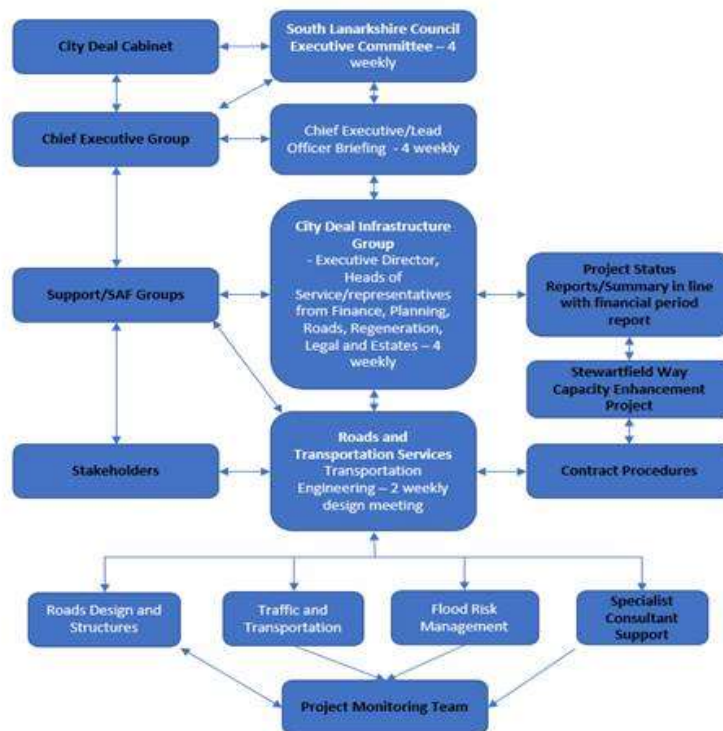 City Deal Cabinet
South Lanarkshire Council
Executive Committee – 4
weekly
Chief Executive Group
Chief Executive/Lead
Officer Briefing - 4 weekly
Support/SAF Groups
City Deal Infrastructure
Group
- Executive Director,
Heads of
Service/representatives
from Finance, Planning,
Roads, Regeneration,
Legal and Estates – 4
weekly
Project Status
Reports/Summary in line
with financial period
report
Stewartfield Way
Capacity Enhancement
Project
Stakeholders
Roads and
Transportation Services
Transportation
Engineering – 2 weekly
design meeting
Contract Procedures
Roads Design and
Structures
Traffic and
Transportation
Flood Risk
Management
Specialist
Consultant
Support
Project Monitoring Team